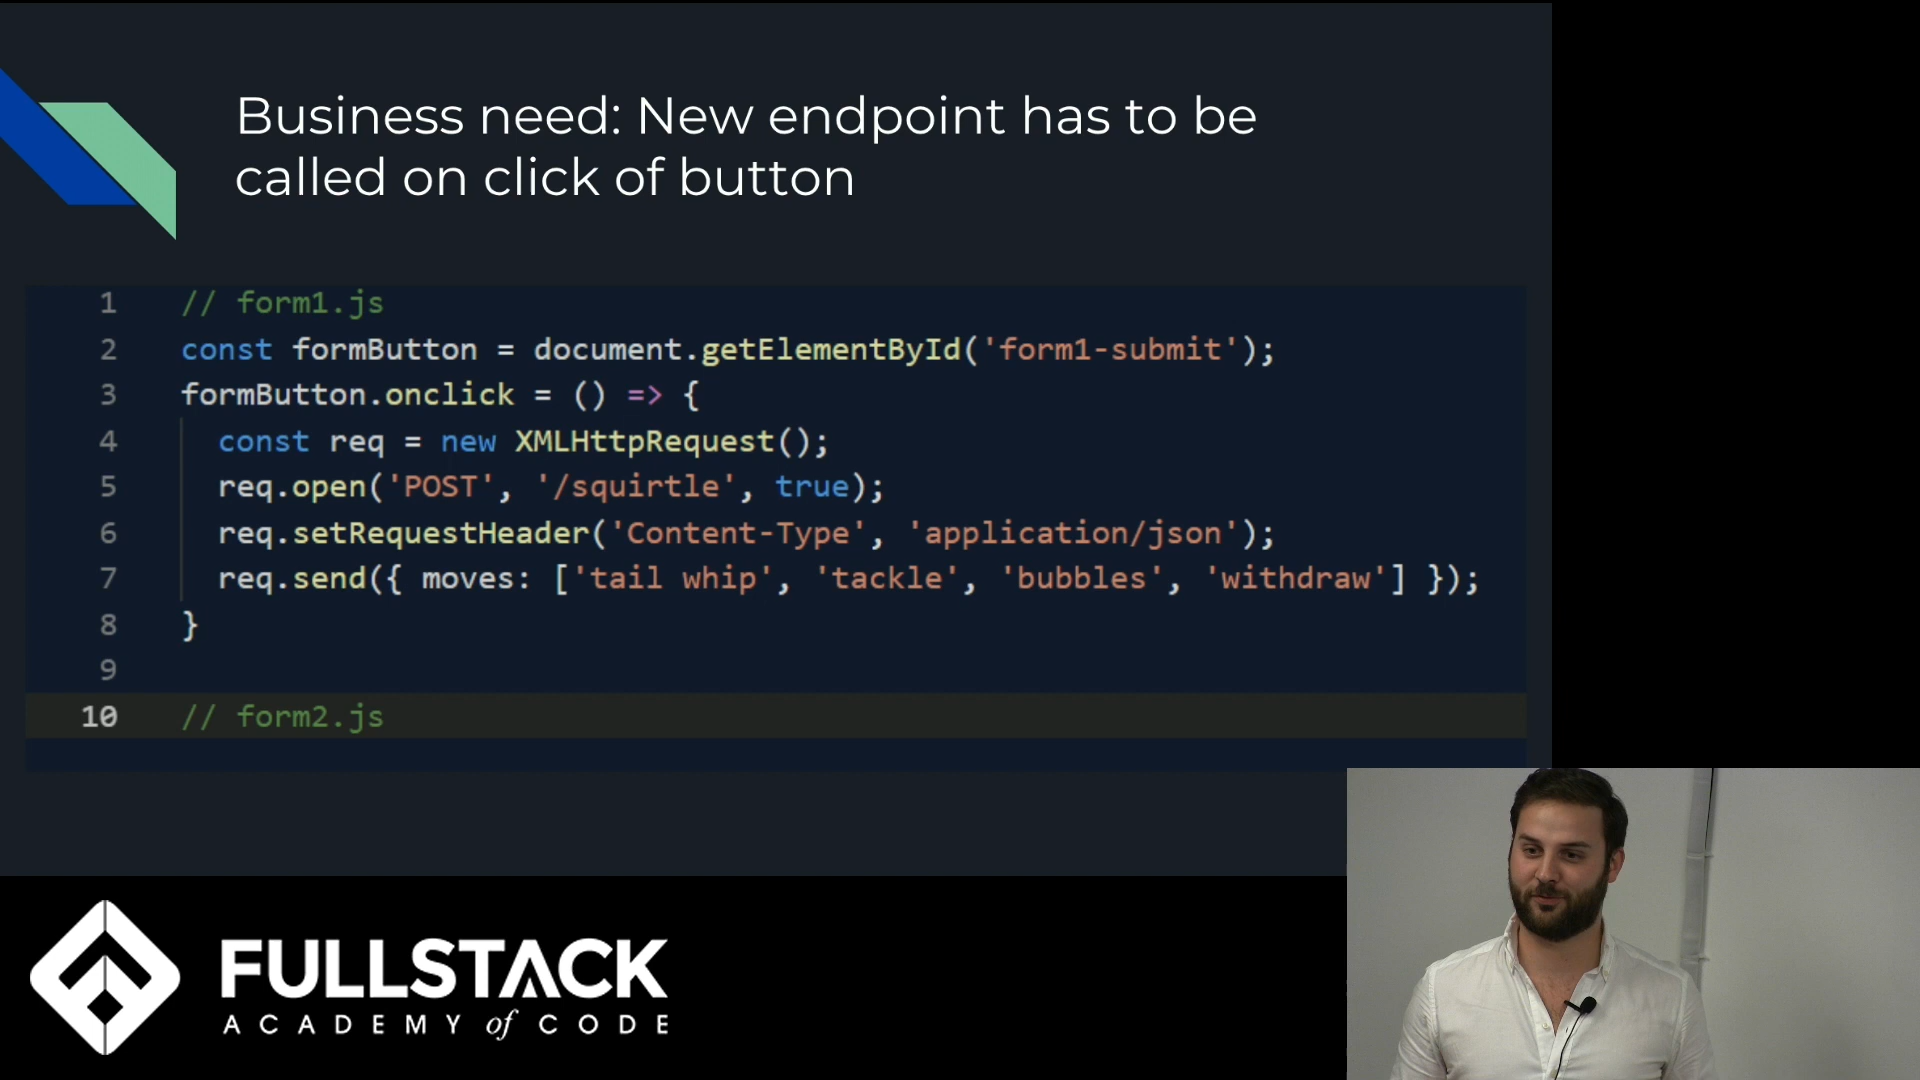 Business need: New endpoint has to be
called on click of button
1 // form1.js
2 const formButton = document.getElementById('form1-submit');
3 formButton.onclick = () => {
4   const req = new XMLHttpRequest();
5   req.open('POST', '/squirtle', true);
6   req.setRequestHeader('Content-Type', 'application/json');
7   req.send({ moves: ['tail whip', 'tackle', 'bubbles', 'withdraw'] });
8 }
9
10 // form2.js
FULLSTACK
ACADEMY of CODE